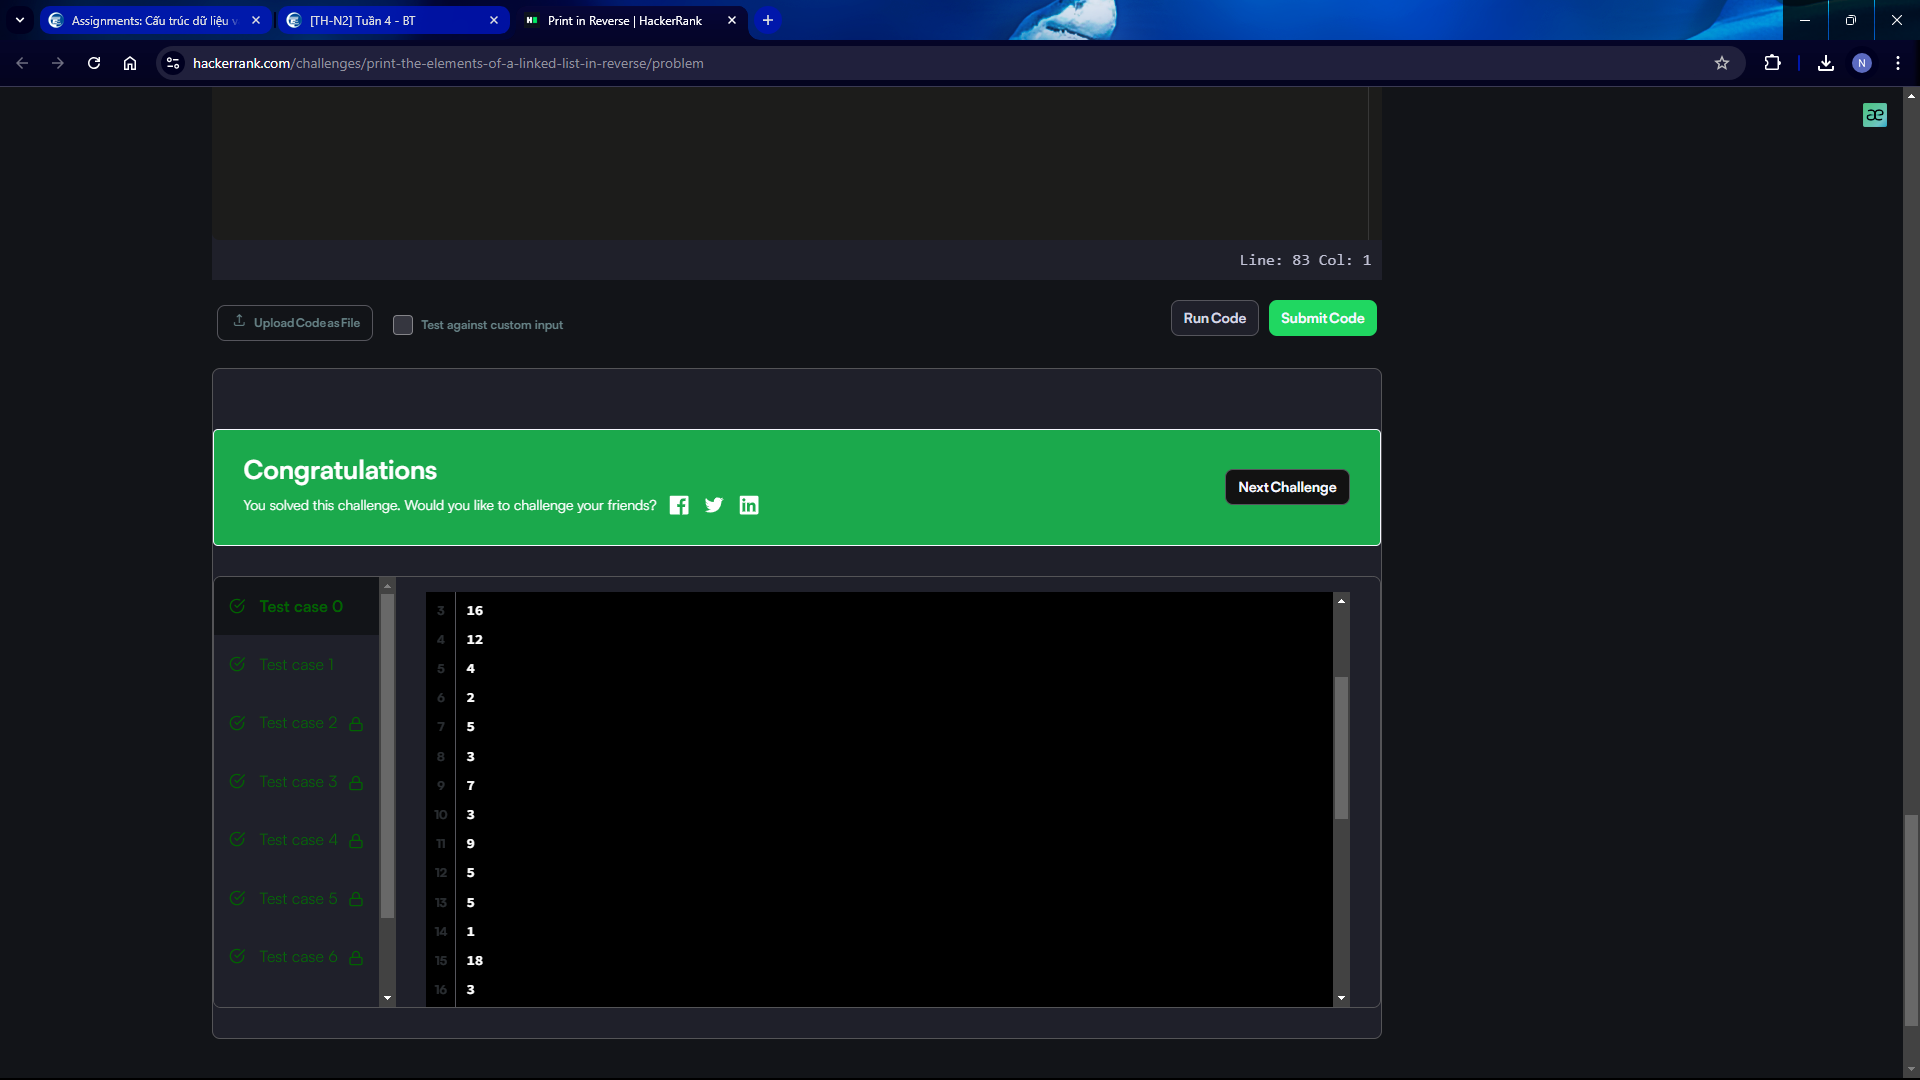 Assignments: Cấu trúc dữ liệu v
[TH-N2] Tuần 4 - BT
Print in Reverse | HackerRank
hackerrank.com/challenges/print-the-elements-of-a-linked-list-in-reverse/problem
N
æ
Line: 83 Col: 1
Upload Code as File
Test against custom input
Run Code
Submit Code
Congratulations
You solved this challenge. Would you like to challenge your friends?
Next Challenge
Test case 0
Test case 1
Test case 2
Test case 3
Test case 4
Test case 5
Test case 6
3 16
4 12
5 4
6 2
7 5
8 3
9 7
10 3
11 9
12 5
13 5
14 1
15 18
16 3